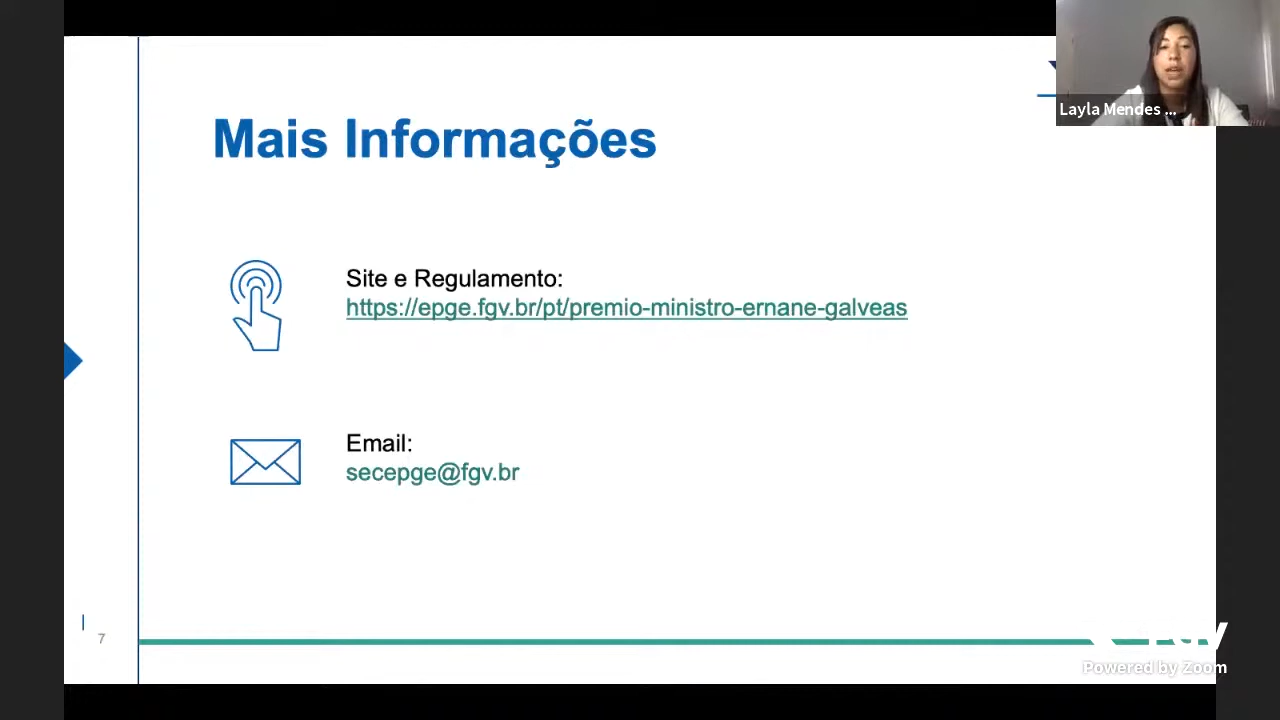 Layla Mendes ...
Mais Informações
Site e Regulamento:
https://epge.fgv.br/pt/premio-ministro-ernane-galveas
Email:
secepge@fgv.br
7
Powered by Zoom